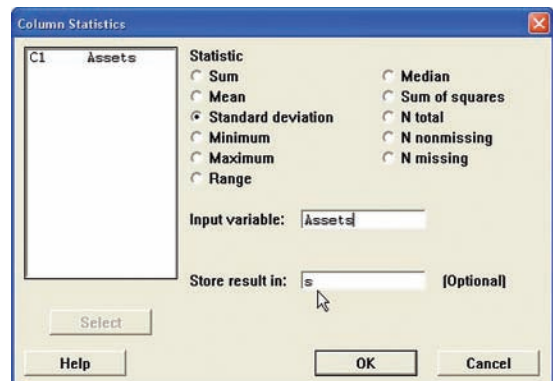 Column Statistics
C1 Assets
Statistic
Sum
Mean
Standard deviation
Minimum
Maximum
Range
Median
Sum of squares
N total
N nonmissing
N missing
Input variable: Assets
Store result in: s (Optional)
Select
Help
OK
Cancel